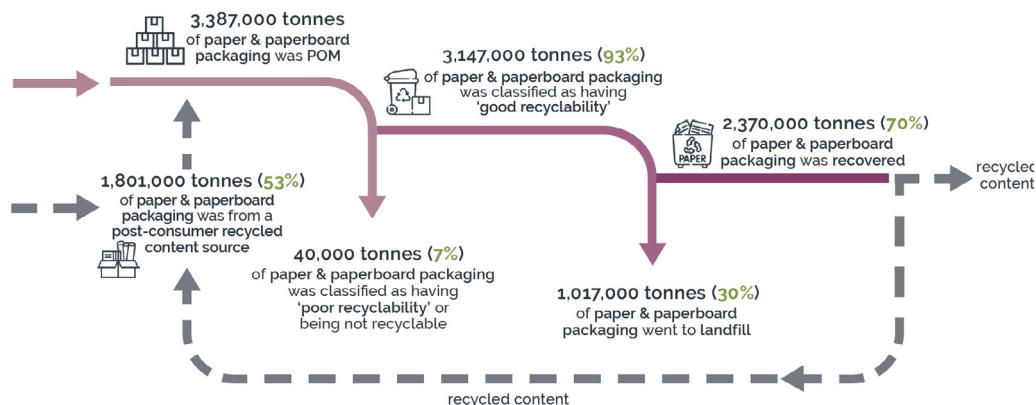 3,387,000 tonnes
of paper & paperboard
packaging was POM
3,147,000 tonnes (93%)
of paper & paperboard packaging
was classified as having
‘good recyclability’
2,370,000 tonnes (70%)
of paper & paperboard
packaging was recovered
PAPER
recycled
content
1,801,000 tonnes (53%)
of paper & paperboard
packaging was from a
post-consumer recycled
content source
40,000 tonnes (7%)
of paper & paperboard packaging
was classified as having
‘poor recyclability’ or
being not recyclable
1,017,000 tonnes (30%)
of paper & paperboard
packaging went to landfill
recycled content